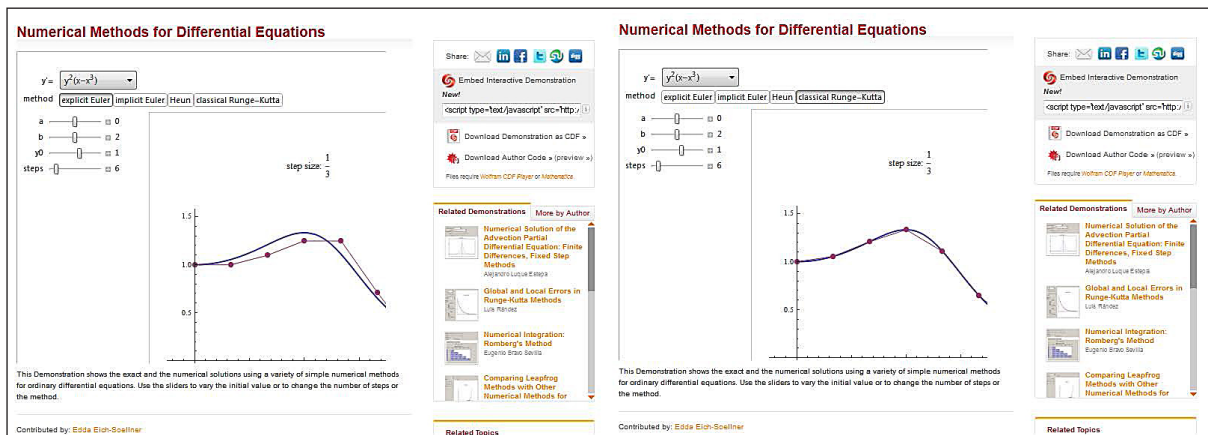 Numerical Methods for Differential Equations
y'= y²(x−x³)
method explicit Euler implicit Euler Heun classical Runge–Kutta
a 0
b 2
y0 1
steps 6
step size: 1/3
1.5
1.0
0.5
This Demonstration shows the exact and the numerical solutions using a variety of simple numerical methods
for ordinary differential equations. Use the sliders to vary the initial value or to change the number of steps or
the method.
Contributed by: Edda Eich-Soellner
Share:
Embed Interactive Demonstration
New!
<script type='text/javascript' src='http:/
Download Demonstration as CDF »
Download Author Code » (preview »)
Files require Wolfram CDF Player or Mathematica.
Related Demonstrations More by Author
Numerical Solution of the
Advection Partial
Differential Equation: Finite
Differences, Fixed Step
Methods
Alejandro Luque Estepa
Global and Local Errors in
Runge-Kutta Methods
Luis Rández
Numerical Integration:
Romberg's Method
Eugenio Bravo Sevilla
Comparing Leapfrog
Methods with Other
Numerical Methods for
Related Topics
Numerical Methods for Differential Equations
y'= y²(x−x³)
method explicit Euler implicit Euler Heun classical Runge–Kutta
a 0
b 2
y0 1
steps 6
step size: 1/3
1.5
1.0
0.5
This Demonstration shows the exact and the numerical solutions using a variety of simple numerical methods
for ordinary differential equations. Use the sliders to vary the initial value or to change the number of steps or
the method.
Contributed by: Edda Eich-Soellner
Share:
Embed Interactive Demonstration
New!
<script type='text/javascript' src='http:/
Download Demonstration as CDF »
Download Author Code » (preview »)
Files require Wolfram CDF Player or Mathematica.
Related Demonstrations More by Author
Numerical Solution of the
Advection Partial
Differential Equation: Finite
Differences, Fixed Step
Methods
Alejandro Luque Estepa
Global and Local Errors in
Runge-Kutta Methods
Luis Rández
Numerical Integration:
Romberg's Method
Eugenio Bravo Sevilla
Comparing Leapfrog
Methods with Other
Numerical Methods for
Related Topics